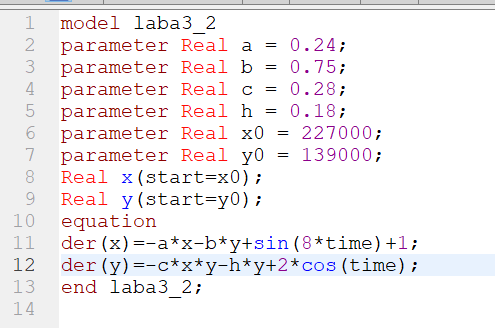 1 model laba3_2
2 parameter Real a = 0.24;
3 parameter Real b = 0.75;
4 parameter Real c = 0.28;
5 parameter Real h = 0.18;
6 parameter Real x0 = 227000;
7 parameter Real y0 = 139000;
8 Real x(start=x0);
9 Real y(start=y0);
10 equation
11 der(x)=-a*x-b*y+sin(8*time)+1;
12 der(y)=-c*x*y-h*y+2*cos(time);
13 end laba3_2;
14